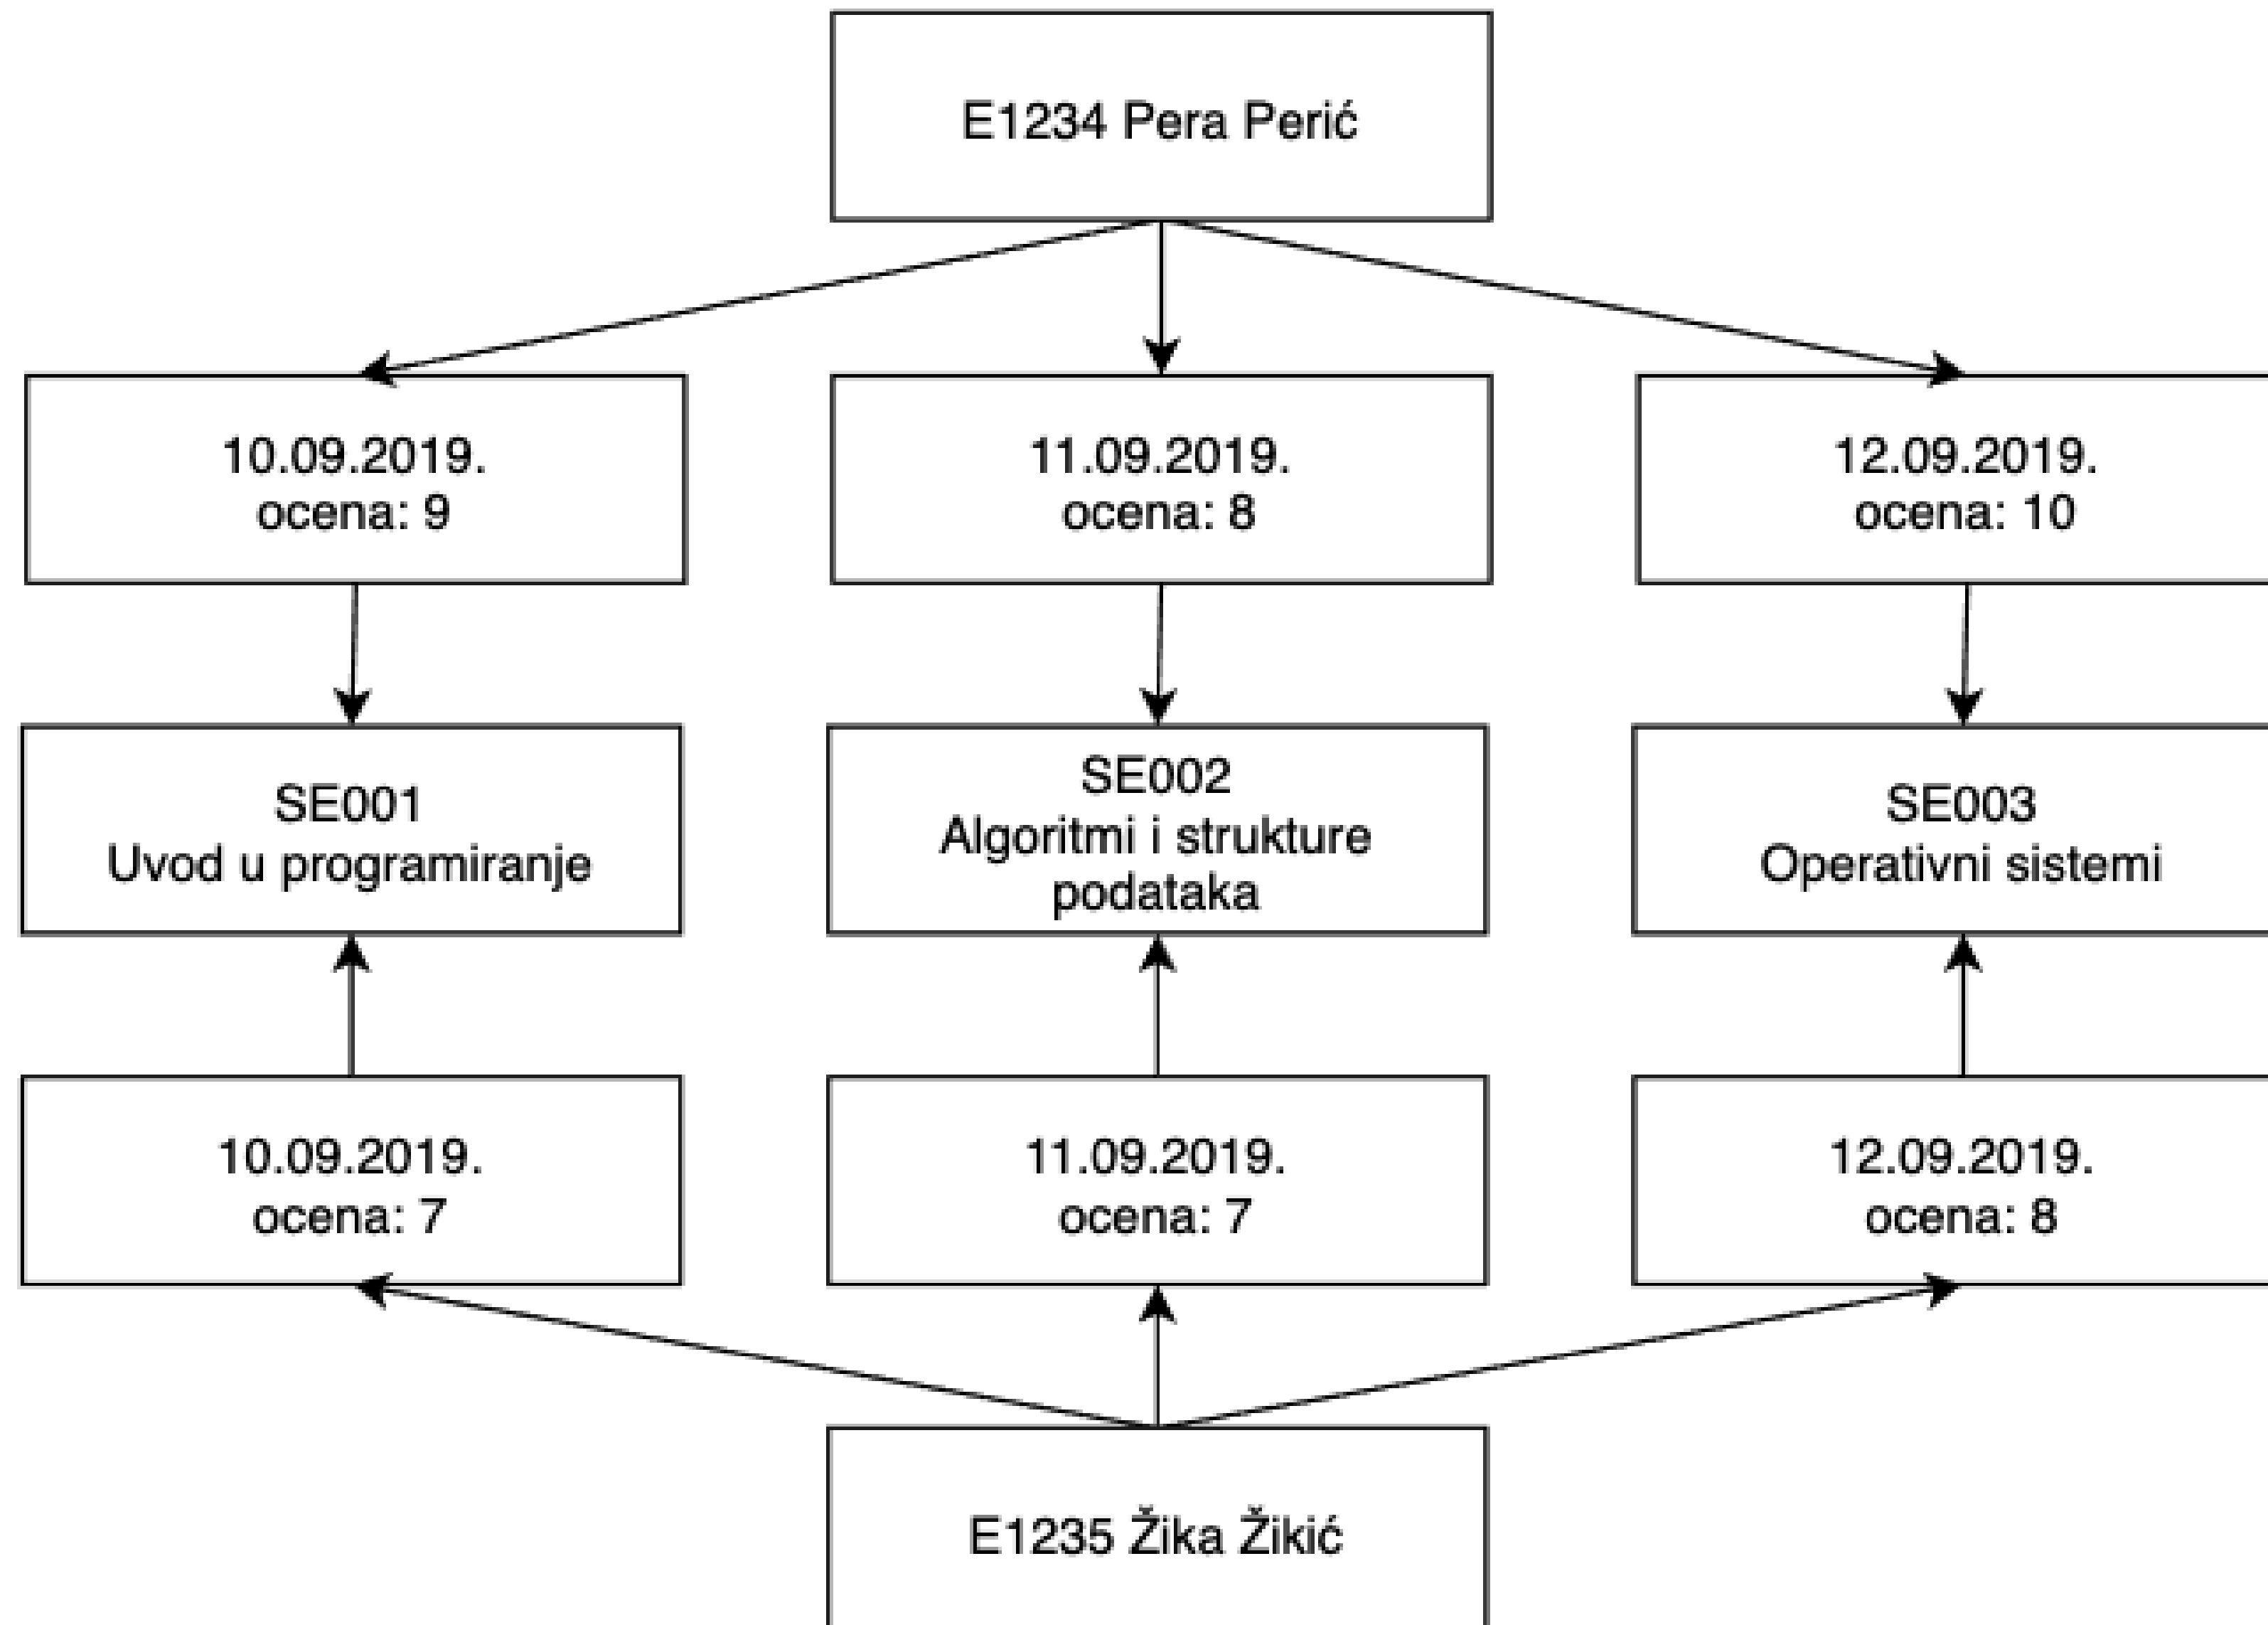 E1234 Pera Perić
10.09.2019.
ocena: 9
11.09.2019.
ocena: 8
12.09.2019.
ocena: 10
SE001
Uvod u programiranje
SE002
Algoritmi i strukture
podataka
SE003
Operativni sistemi
10.09.2019.
ocena: 7
11.09.2019.
ocena: 7
12.09.2019.
ocena: 8
E1235 Žika Žikić